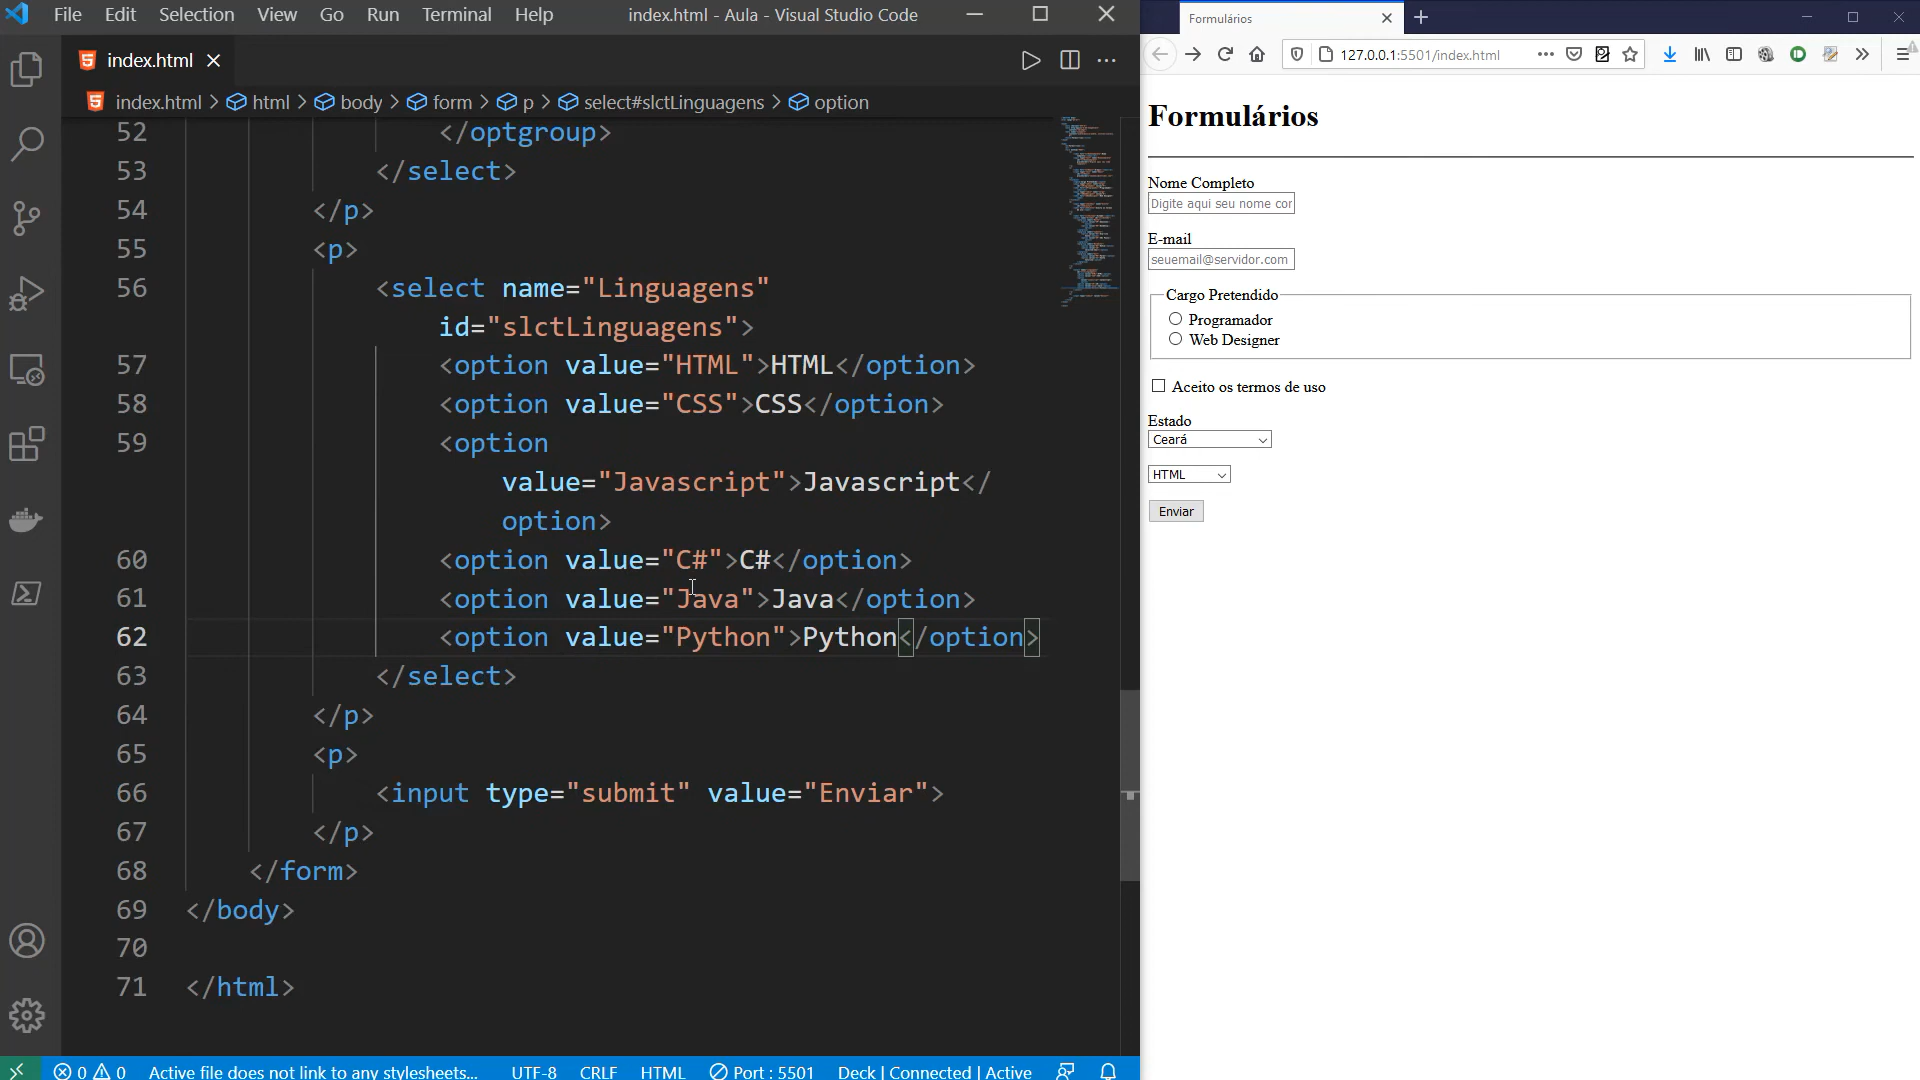 File Edit Selection View Go Run Terminal Help index.html - Aula - Visual Studio Code
index.html
index.html > html > body > form > p > select#slctLinguagens > option
52 </optgroup>
53 </select>
54 </p>
55 <p>
56 <select name="Linguagens"
id="slctLinguagens">
57 <option value="HTML">HTML</option>
58 <option value="CSS">CSS</option>
59 <option
value="Javascript">Javascript</
option>
60 <option value="C#">C#</option>
61 <option value="Java">Java</option>
62 <option value="Python">Python</option>
63 </select>
64 </p>
65 <p>
66 <input type="submit" value="Enviar">
67 </p>
68 </form>
69 </body>
70
71 </html>
0 0 Active file does not link to any stylesheets... UTF-8 CRLF HTML Port : 5501 Deck | Connected | Active
Formulários
127.0.0.1:5501/index.html
Formulários
Nome Completo
Digite aqui seu nome cor
E-mail
seuemail@servidor.com
Cargo Pretendido
Programador
Web Designer
Aceito os termos de uso
Estado
Ceará
HTML
Enviar